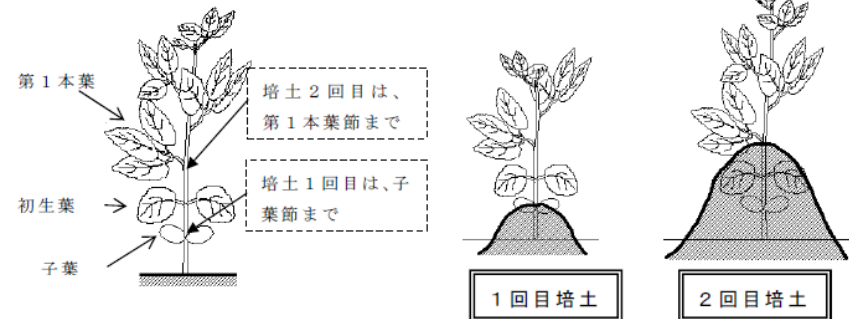 第１本葉
初生葉
子葉
培土２回目は、
第１本葉節まで
培土１回目は、子
葉節まで
１回目培土
２回目培土